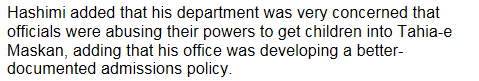 Hashimi added that his department was very concerned that
officials were abusing their powers to get children into Tahia-e
Maskan, adding that his office was developing a better-
documented admissions policy.